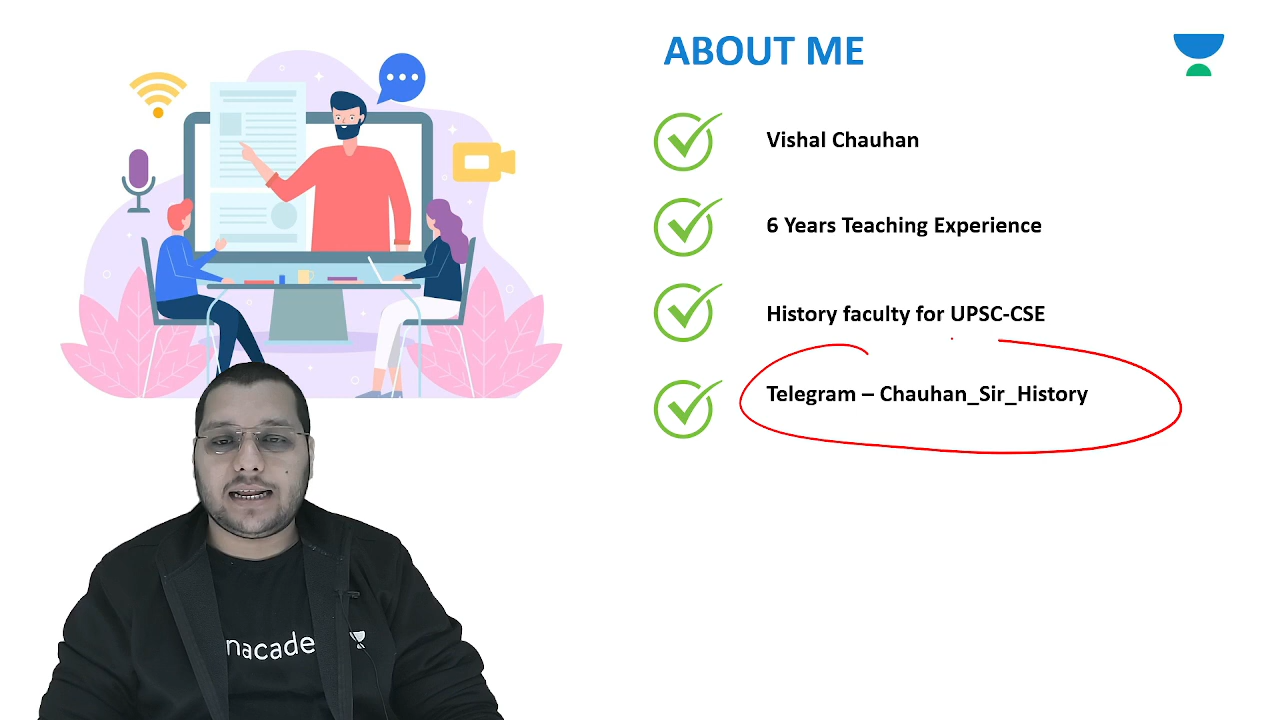 ABOUT ME
Vishal Chauhan
6 Years Teaching Experience
History faculty for UPSC-CSE
Telegram – Chauhan_Sir_History
nacade